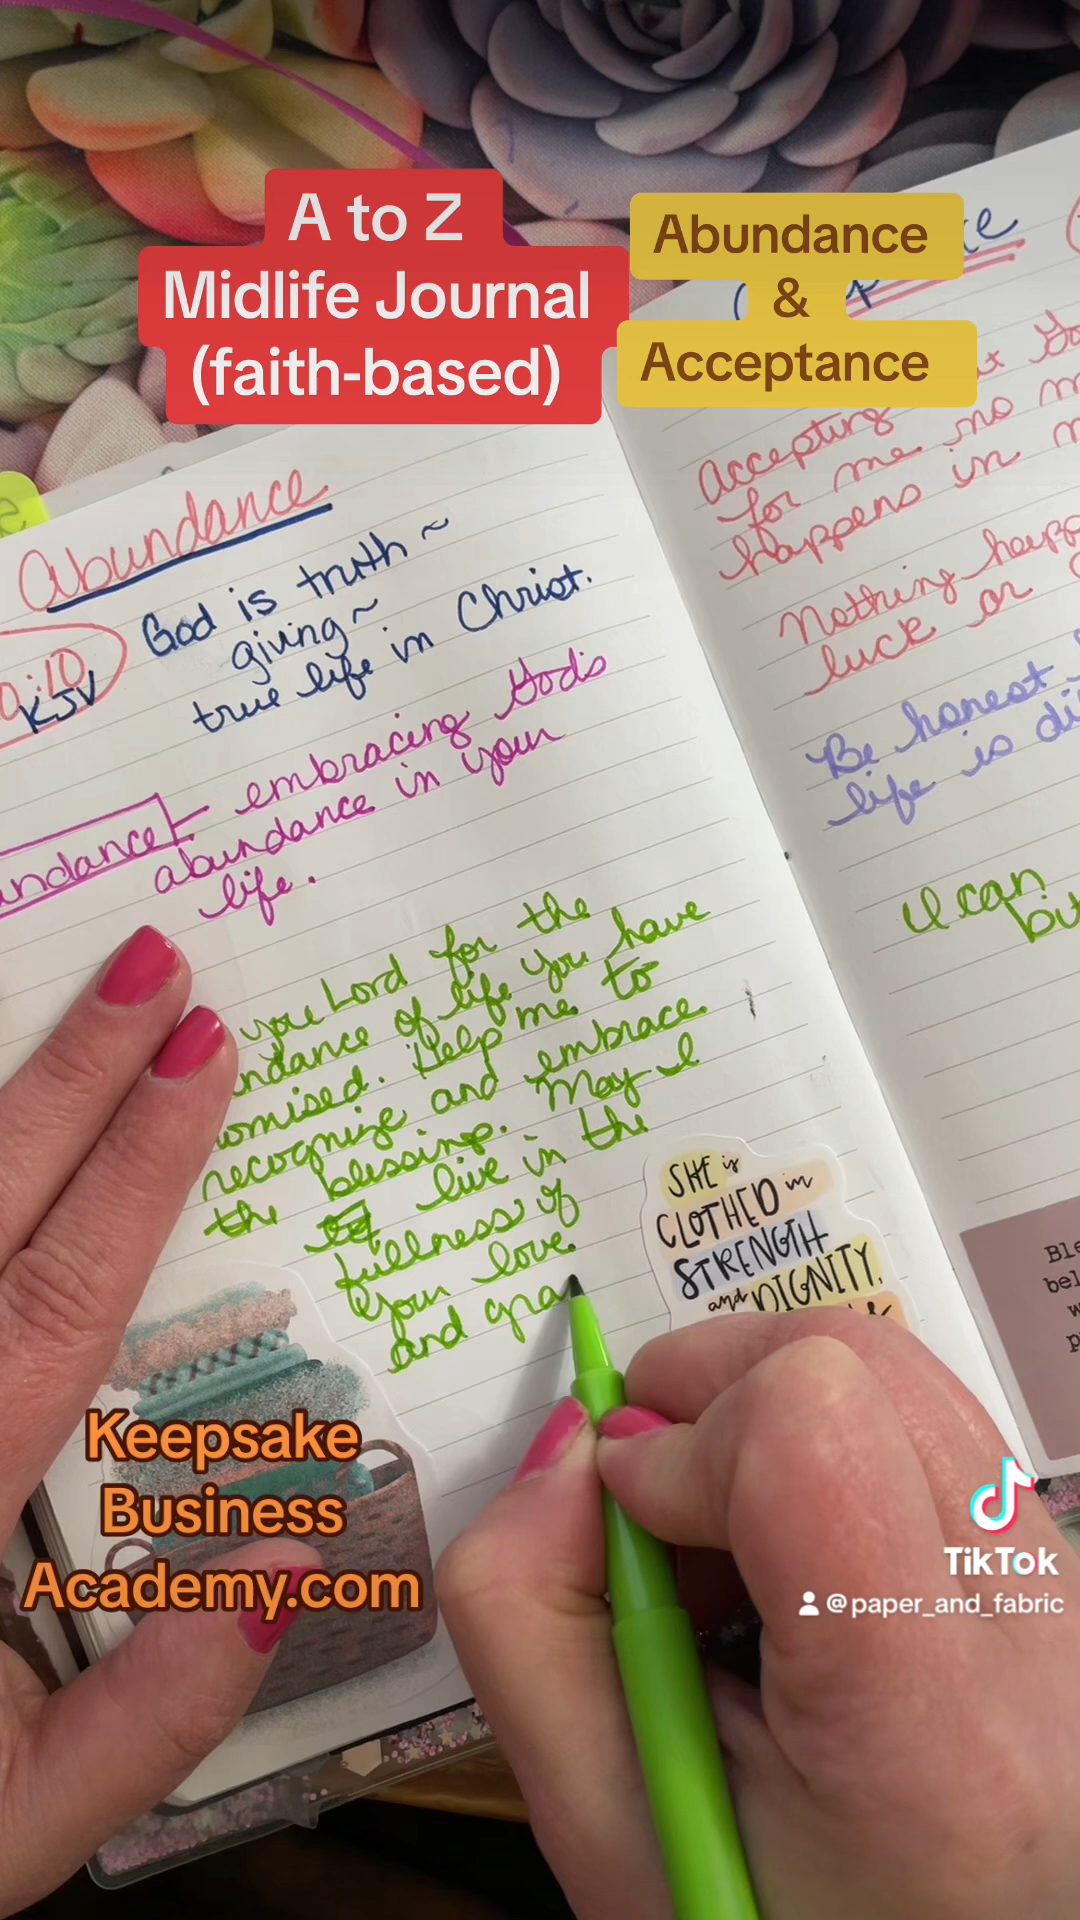 A to Z
Midlife Journal
(faith-based)
Abundance
&
Acceptance
Abundance
:10
KJV
God is truth ~
giving ~
true life in Christ.
embracing God's
abundance in your
life.
you Lord for the
of life you have
Help me to
recognize and embrace
the blessings. May I
live in the
fullness of
your love.
and gra
Accepting
for me no
happens in
Nothing
luck or
Be honest
life is
I can
SHE is
CLOTHED in
STRENGTH
and DIGNITY,
Keepsake
Business
Academy.com
TikTok
@paper_and_fabric